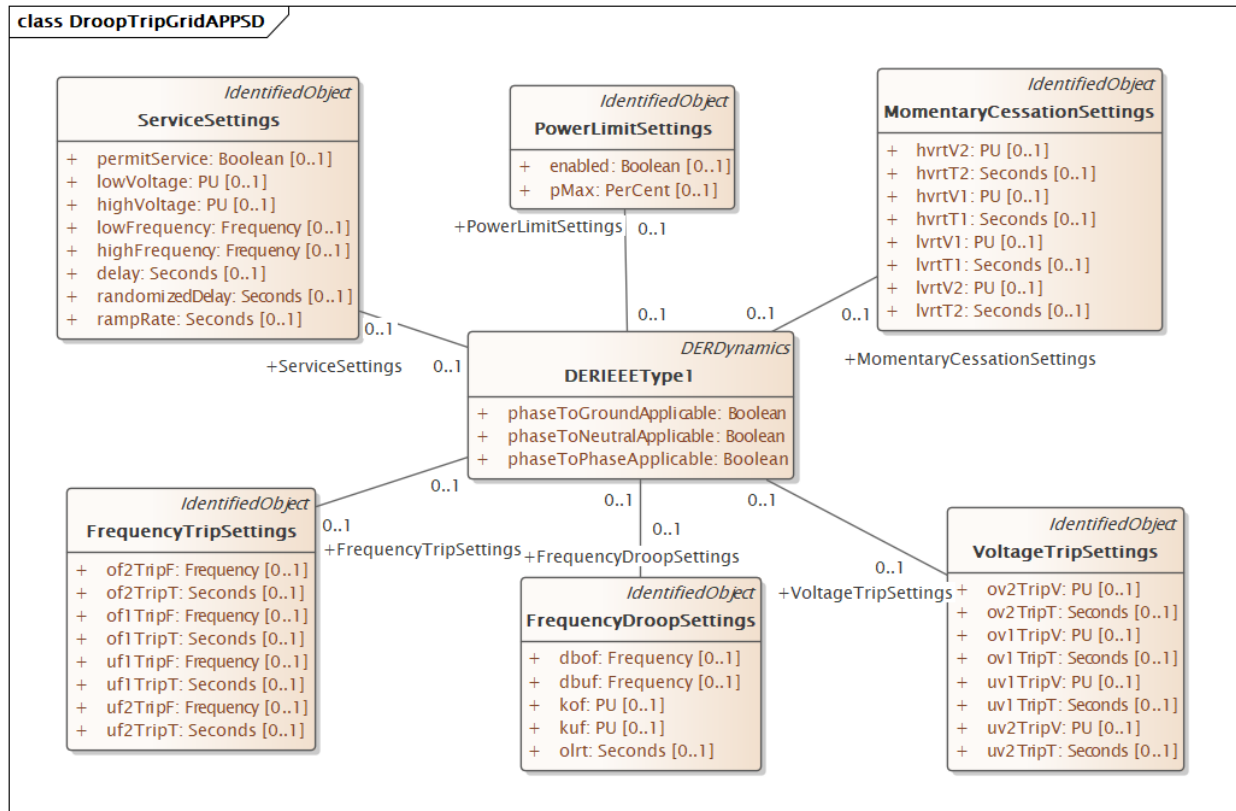 class DroopTripGridAPPSD
IdentifiedObject
ServiceSettings
+ permitService: Boolean [0..1]
+ lowVoltage: PU [0..1]
+ highVoltage: PU [0..1]
+ lowFrequency: Frequency [0..1]
+ highFrequency: Frequency [0..1]
+ delay: Seconds [0..1]
+ randomizedDelay: Seconds [0..1]
+ rampRate: Seconds [0..1]
IdentifiedObject
PowerLimitSettings
+ enabled: Boolean [0..1]
+ pMax: PerCent [0..1]
IdentifiedObject
MomentaryCessationSettings
+ hvrtV2: PU [0..1]
+ hvrtT2: Seconds [0..1]
+ hvrtV1: PU [0..1]
+ hvrtT1: Seconds [0..1]
+ lvrtV1: PU [0..1]
+ lvrtT1: Seconds [0..1]
+ lvrtV2: PU [0..1]
+ lvrtT2: Seconds [0..1]
+PowerLimitSettings
0..1
0..1
0..1
0..1
+MomentaryCessationSettings
0..1
+ServiceSettings
0..1
DERDynamics
DERIEEEType1
+ phaseToGroundApplicable: Boolean
+ phaseToNeutralApplicable: Boolean
+ phaseToPhaseApplicable: Boolean
0..1
0..1
+FrequencyTripSettings
0..1
0..1
+FrequencyDroopSettings
0..1
0..1
+VoltageTripSettings
IdentifiedObject
FrequencyTripSettings
+ of2TripF: Frequency [0..1]
+ of2TripT: Seconds [0..1]
+ of1TripF: Frequency [0..1]
+ of1TripT: Seconds [0..1]
+ uf1TripF: Frequency [0..1]
+ uf1TripT: Seconds [0..1]
+ uf2TripF: Frequency [0..1]
+ uf2TripT: Seconds [0..1]
IdentifiedObject
FrequencyDroopSettings
+ dbof: Frequency [0..1]
+ dbuf: Frequency [0..1]
+ kof: PU [0..1]
+ kuf: PU [0..1]
+ olrt: Seconds [0..1]
IdentifiedObject
VoltageTripSettings
+ ov2TripV: PU [0..1]
+ ov2TripT: Seconds [0..1]
+ ov1TripV: PU [0..1]
+ ov1TripT: Seconds [0..1]
+ uv1TripV: PU [0..1]
+ uv1TripT: Seconds [0..1]
+ uv2TripV: PU [0..1]
+ uv2TripT: Seconds [0..1]